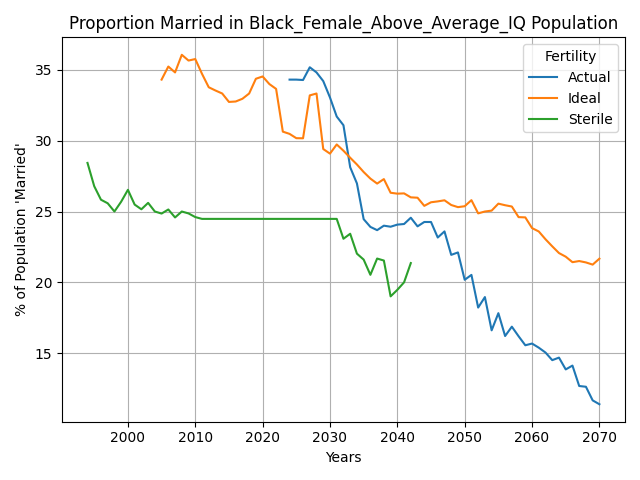 Proportion Married in Black_Female_Above_Average_IQ Population
% of Population 'Married'
35
30
25
20
15
Fertility
Actual
Ideal
Sterile
2000 2010 2020 2030 2040 2050 2060 2070
Years